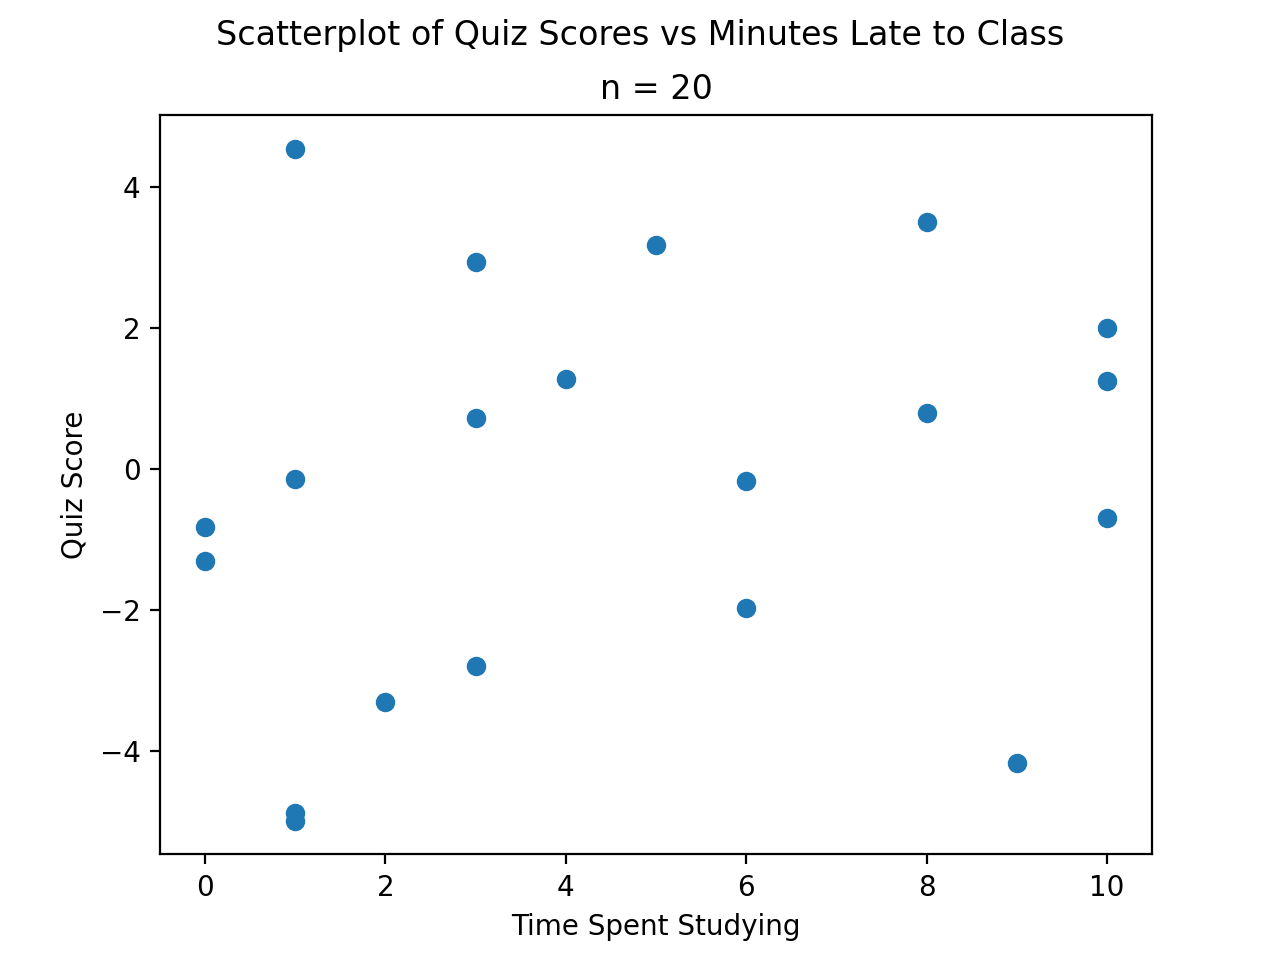 Scatterplot of Quiz Scores vs Minutes Late to Class
n = 20
4
2
0
−2
−4
Quiz Score
0 2 4 6 8 10
Time Spent Studying